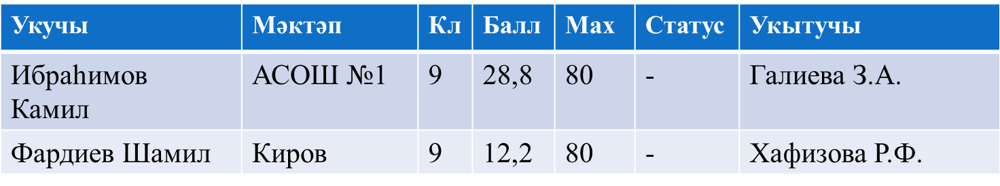 Укучы Мәктәп Кл Балл Max Статус Укытучы
Ибраһимов Камил АСОШ №1 9 28,8 80 - Галиева З.А.
Фардиев Шамил Киров 9 12,2 80 - Хафизова Р.Ф.